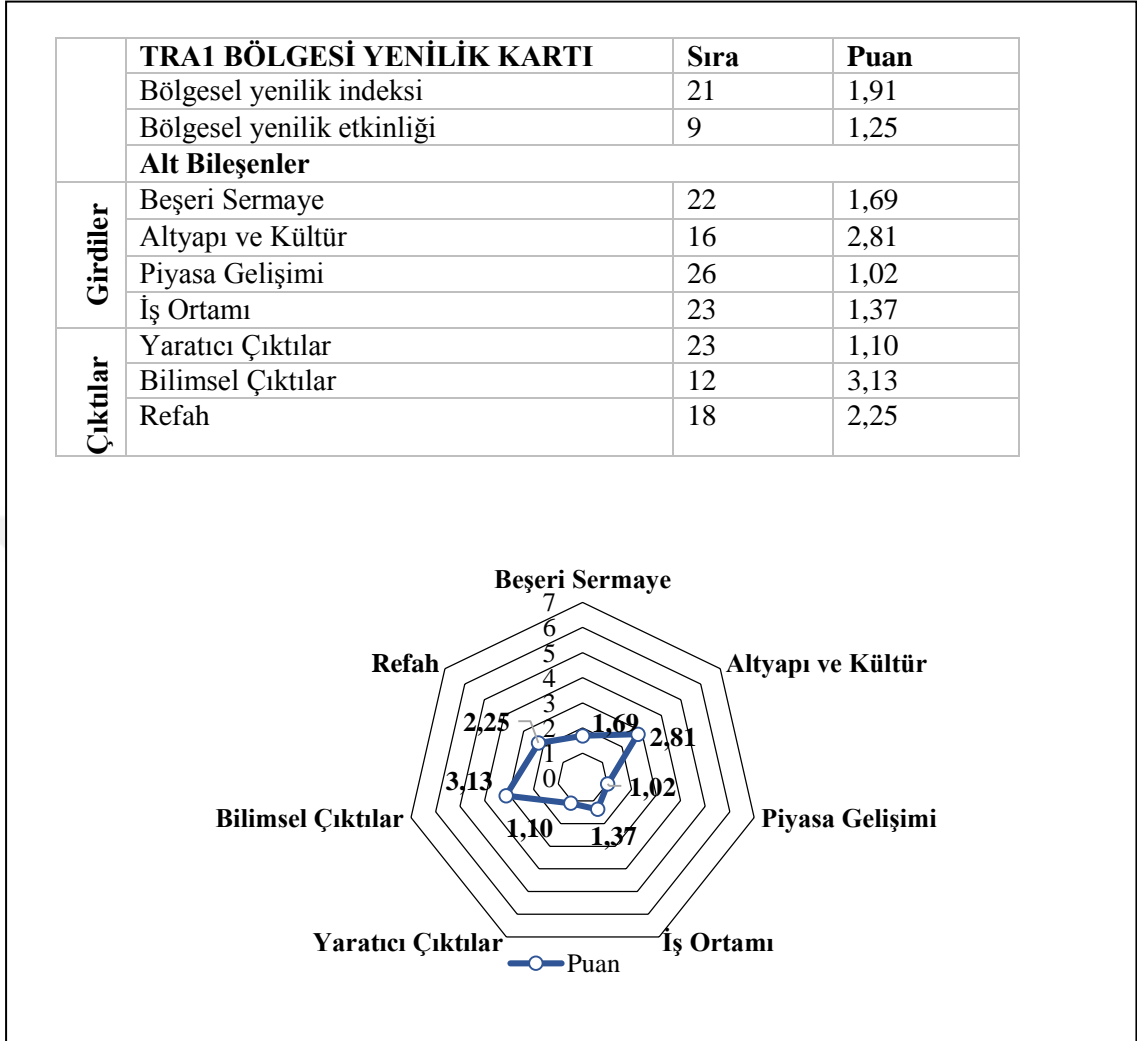 TRA1 BÖLGESİ YENİLİK KARTI Sıra Puan
Bölgesel yenilik indeksi 21 1,91
Bölgesel yenilik etkinliği 9 1,25
Alt Bileşenler
Girdiler
Beşeri Sermaye 22 1,69
Altyapı ve Kültür 16 2,81
Piyasa Gelişimi 26 1,02
İş Ortamı 23 1,37
Çıktılar
Yaratıcı Çıktılar 23 1,10
Bilimsel Çıktılar 12 3,13
Refah 18 2,25
Beşeri Sermaye
7
6
5
4
3
2
1
0
Refah
Altyapı ve Kültür
2,25
1,69
2,81
3,13
1,02
Bilimsel Çıktılar
Piyasa Gelişimi
1,10
1,37
Yaratıcı Çıktılar
İş Ortamı
Puan